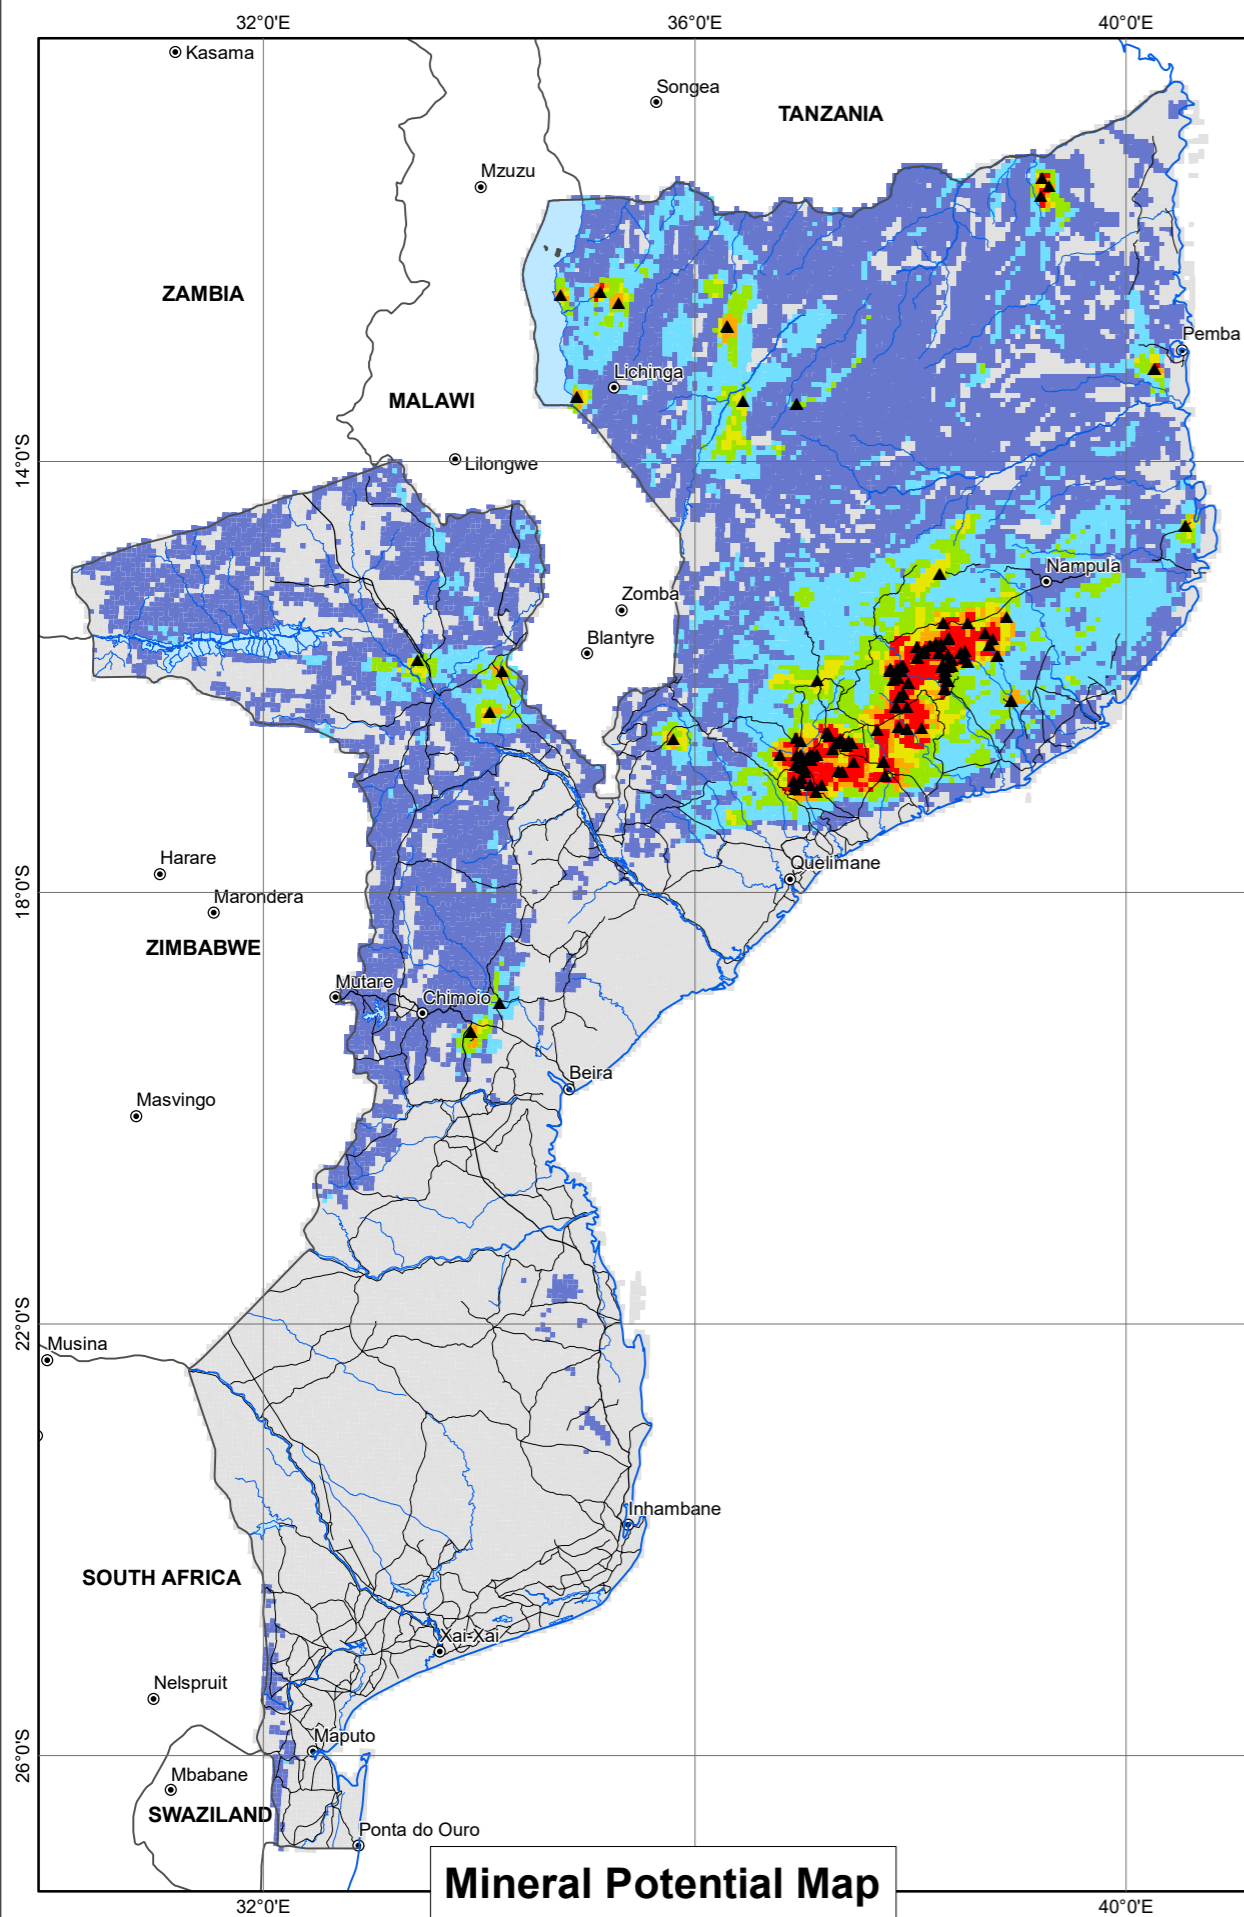 32°0'E
36°0'E
40°0'E
Kasama
Songea
TANZANIA
Mzuzu
ZAMBIA
Pemba
Lichinga
MALAWI
14°0'S
Lilongwe
Nampula
Zomba
Blantyre
Harare
Quelimane
18°0'S
Marondera
ZIMBABWE
Mutare
Chimoio
Beira
Masvingo
22°0'S
Musina
Inhambane
SOUTH AFRICA
Xai-Xai
Nelspruit
Maputo
26°0'S
Mbabane
SWAZILAND
Ponta do Ouro
Mineral Potential Map
32°0'E
40°0'E